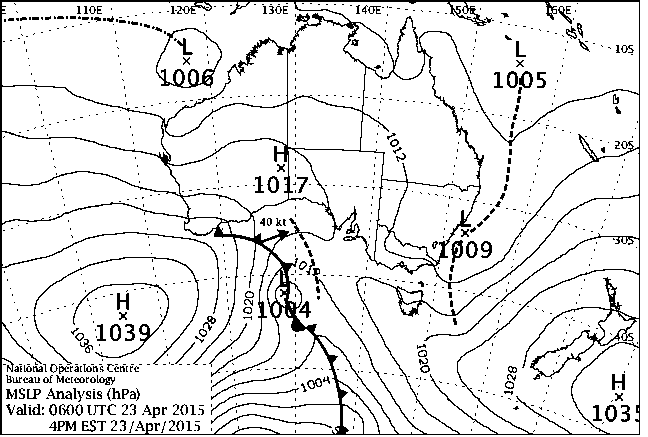 110E 120E 130E 140E 150E 160E
10S
L
1006
L
1005
1012
20S
H
1017
40 kt
L
1009
30S
L
1004
1020
1028
1036
H
1039
1020
1028
40S
H
1004
National Operations Centre
Bureau of Meteorology
MSLP Analysis (hPa)
Valid: 0600 UTC 23 Apr 2015
4PM EST 23/Apr/2015